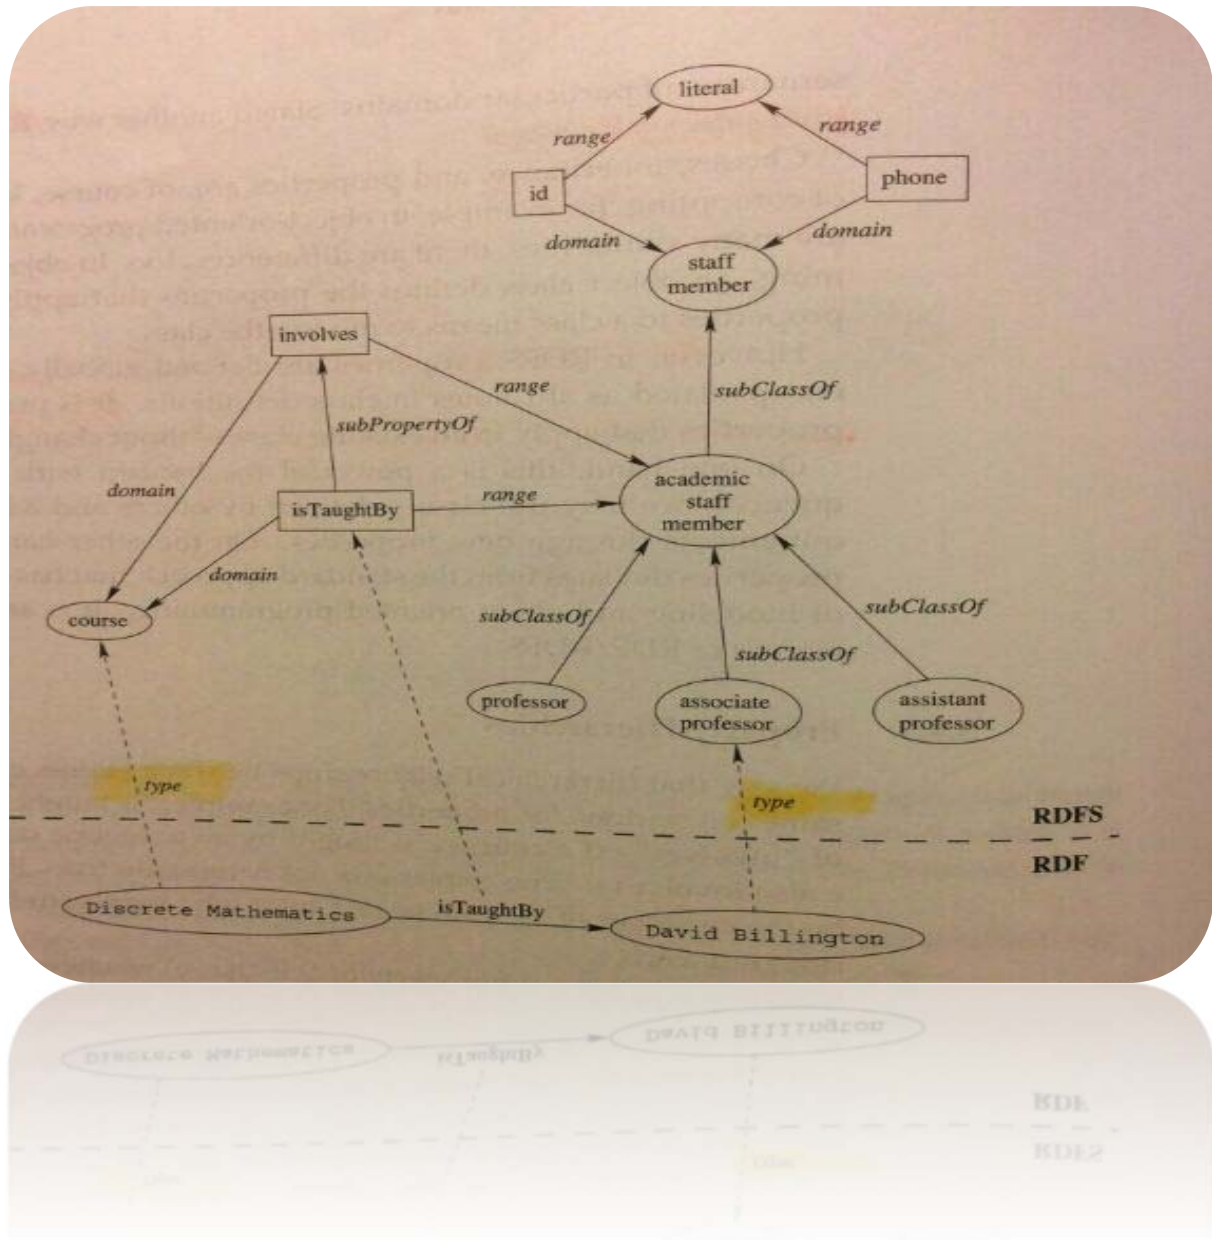 literal
range
range
id
phone
domain
domain
staff
member
involves
range
subClassOf
subPropertyOf
domain
academic
staff
member
isTaughtBy
range
domain
course
subClassOf
subClassOf
subClassOf
professor
associate
professor
assistant
professor
type
type
RDFS
RDF
Discrete Mathematics
isTaughtBy
David Billington